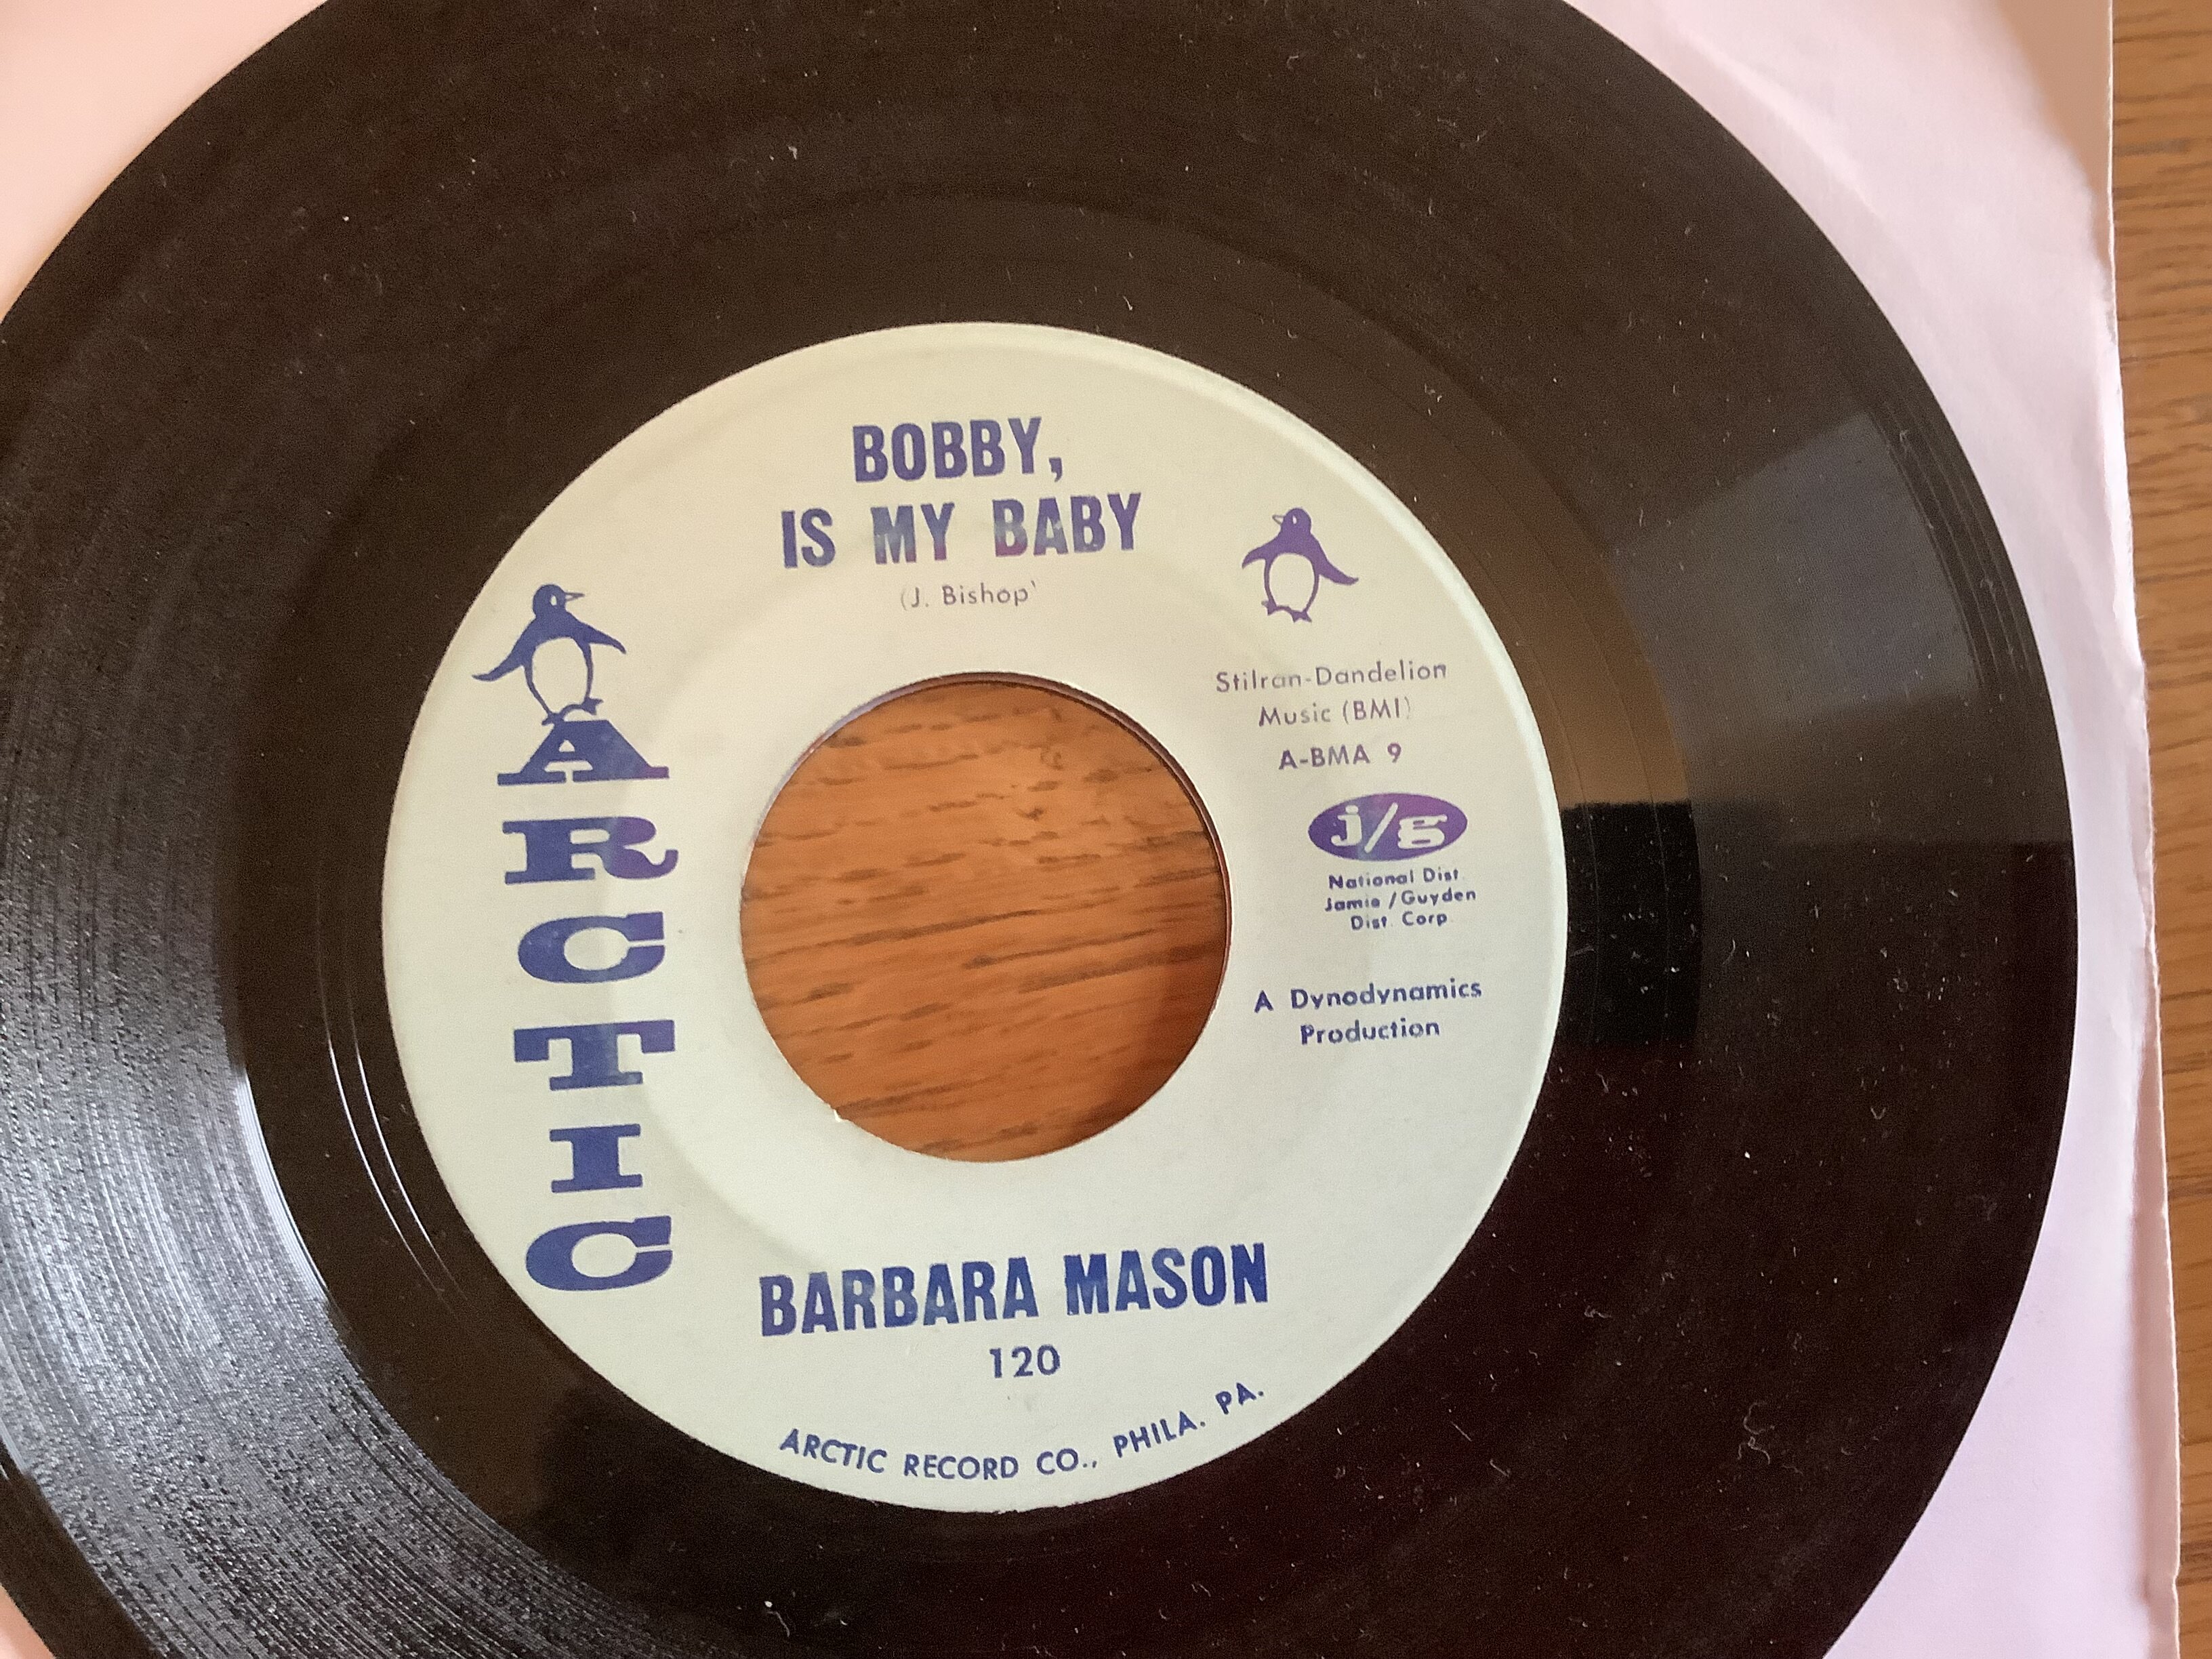 BOBBY,
IS MY BABY
(J. Bishop)
ARCTIC
Stilran-Dandelion
Music (BMI)
A-BMA 9
j/g
National Dist.
Jamie/Guyden
Dist. Corp.
A Dynodynamics
Production
BARBARA MASON
120
ARCTIC RECORD CO., PHILA. PA.